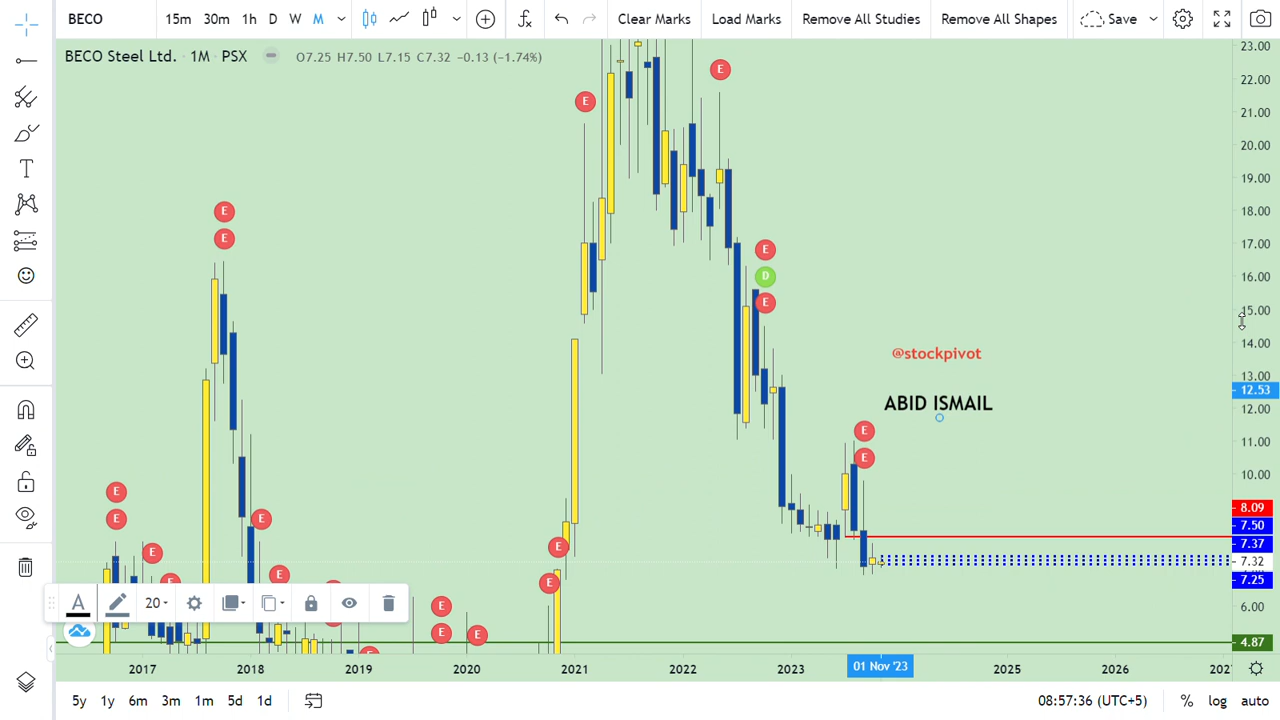 BECO 15m 30m 1h D W M Clear Marks Load Marks Remove All Studies Remove All Shapes Save
BECO Steel Ltd. · 1M · PSX O7.25 H7.50 L7.15 C7.32 −0.13 (−1.74%)
23.00
22.00
21.00
20.00
19.00
18.00
17.00
16.00
15.00
14.00
13.00
12.53
12.00
11.00
10.00
8.09
7.50
7.37
7.32
7.25
6.00
4.87
E
E
E
E
E
E
D
E
@stockpivot
ABID ISMAIL
E
E
E
E
E
E
E
E
E
E
E
E
E
20
2017 2018 2019 2020 2021 2022 2023 01 Nov '23 2025 2026
5y 1y 6m 3m 1m 5d 1d 08:57:36 (UTC+5) % log auto